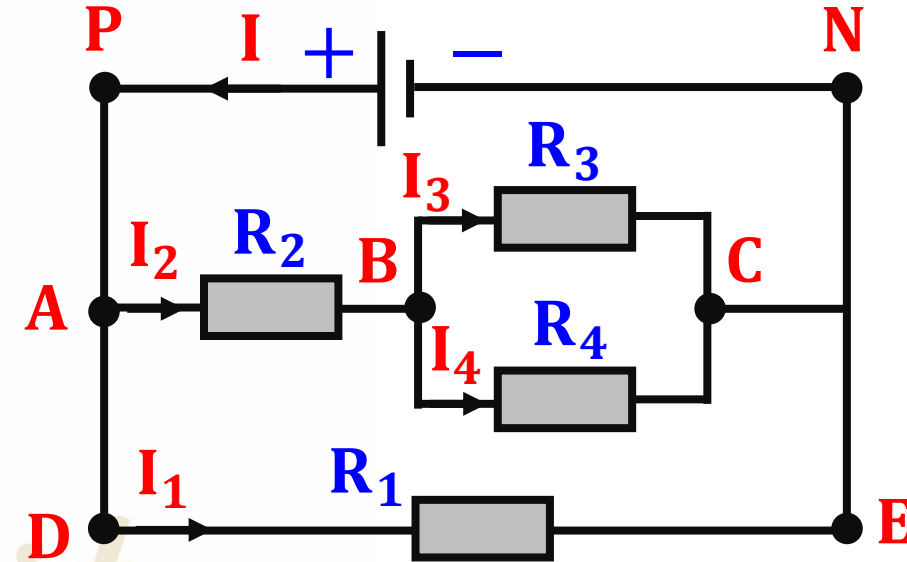 P I + − N
I₃ R₃
I₂ R₂ B C
A
I₄ R₄
I₁ R₁
D E